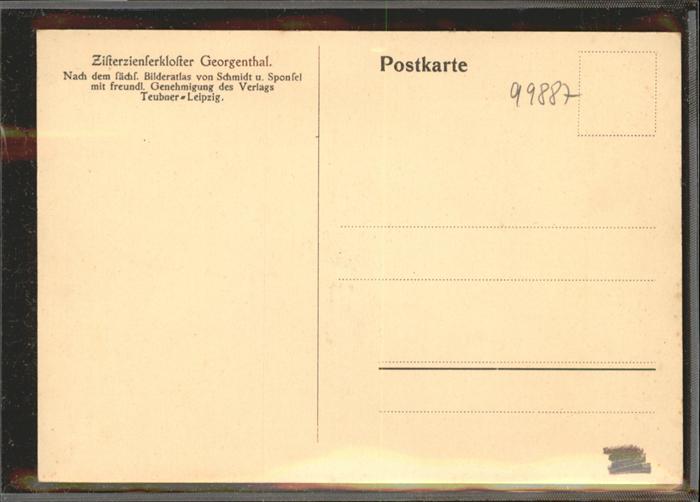 Ziſterzienſerkloſter Georgenthal.
Nach dem ſächſ. Bilderatlas von Schmidt u. Sponſel
mit freundl. Genehmigung des Verlags
Teubner=Leipzig.
Postkarte
99887